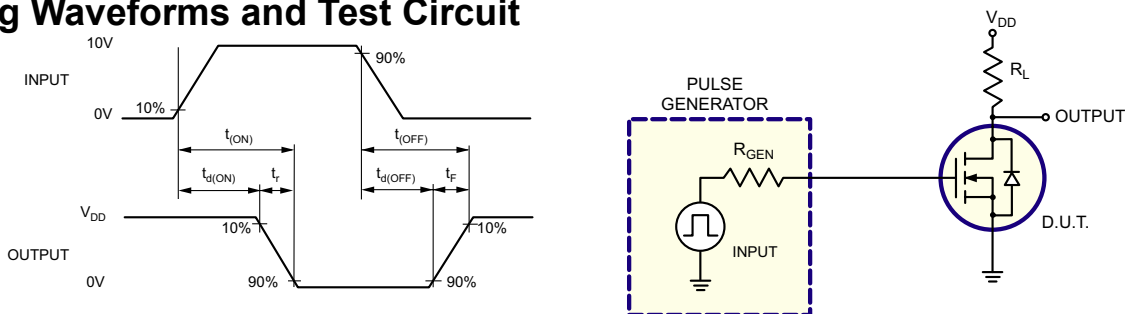 g Waveforms and Test Circuit
10V
INPUT
90%
10%
0V
t(ON)
t(OFF)
td(ON)
tr
td(OFF)
tF
VDD
10%
10%
OUTPUT
0V
90%
90%
VDD
RL
PULSE
GENERATOR
OUTPUT
RGEN
INPUT
D.U.T.